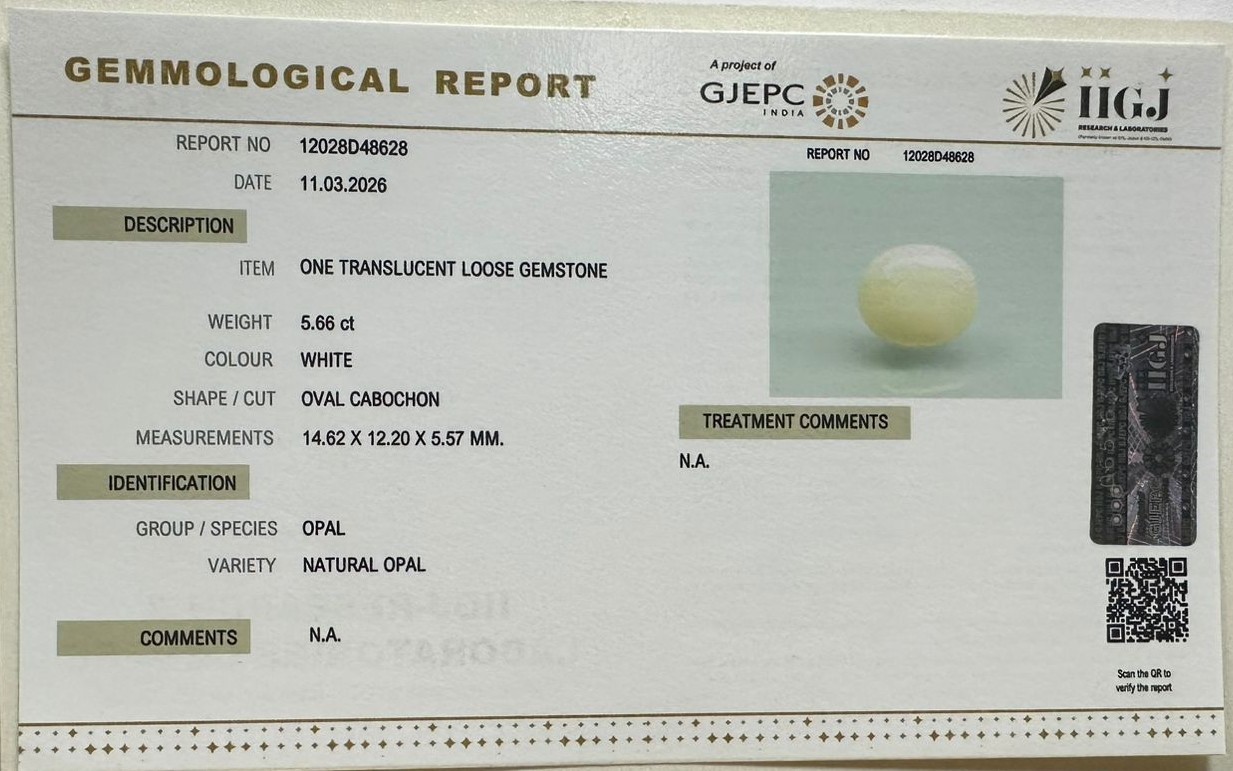 GEMMOLOGICAL REPORT
A project of
GJEPC
INDIA
IIGJ
RESEARCH & LABORATORIES
REPORT NO 12028D48628
DATE 11.03.2026
DESCRIPTION
ITEM ONE TRANSLUCENT LOOSE GEMSTONE
WEIGHT 5.66 ct
COLOUR WHITE
SHAPE / CUT OVAL CABOCHON
MEASUREMENTS 14.62 X 12.20 X 5.57 MM.
IDENTIFICATION
GROUP / SPECIES OPAL
VARIETY NATURAL OPAL
COMMENTS N.A.
REPORT NO 12028D48628
TREATMENT COMMENTS
N.A.
IIGJ
Scan the QR to
verify the report